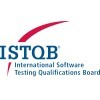 ISTQB®
International Software
Testing Qualifications Board